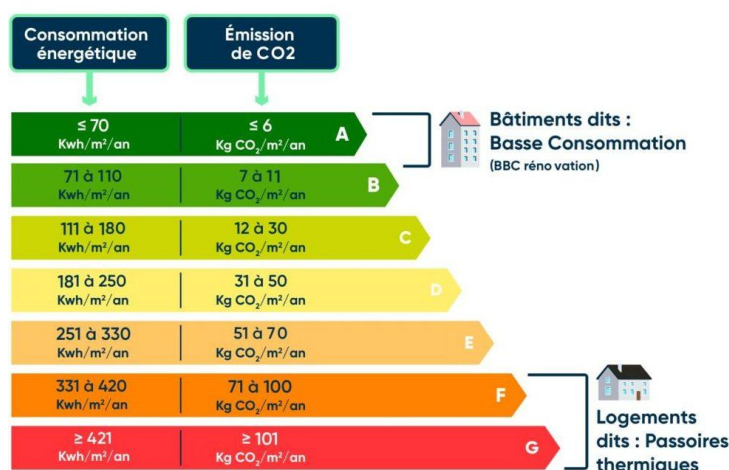 Consommation
énergétique
Émission
de CO2
≤ 70
Kwh/m²/an
≤ 6
Kg CO₂/m²/an
A
71 à 110
Kwh/m²/an
7 à 11
Kg CO₂/m²/an
B
111 à 180
Kwh/m²/an
12 à 30
Kg CO₂/m²/an
C
181 à 250
Kwh/m²/an
31 à 50
Kg CO₂/m²/an
D
251 à 330
Kwh/m²/an
51 à 70
Kg CO₂/m²/an
E
331 à 420
Kwh/m²/an
71 à 100
Kg CO₂/m²/an
F
≥ 421
Kwh/m²/an
≥ 101
Kg CO₂/m²/an
G
Bâtiments dits :
Basse Consommation
(BBC réno vation)
Logements
dits : Passoires
thermiques